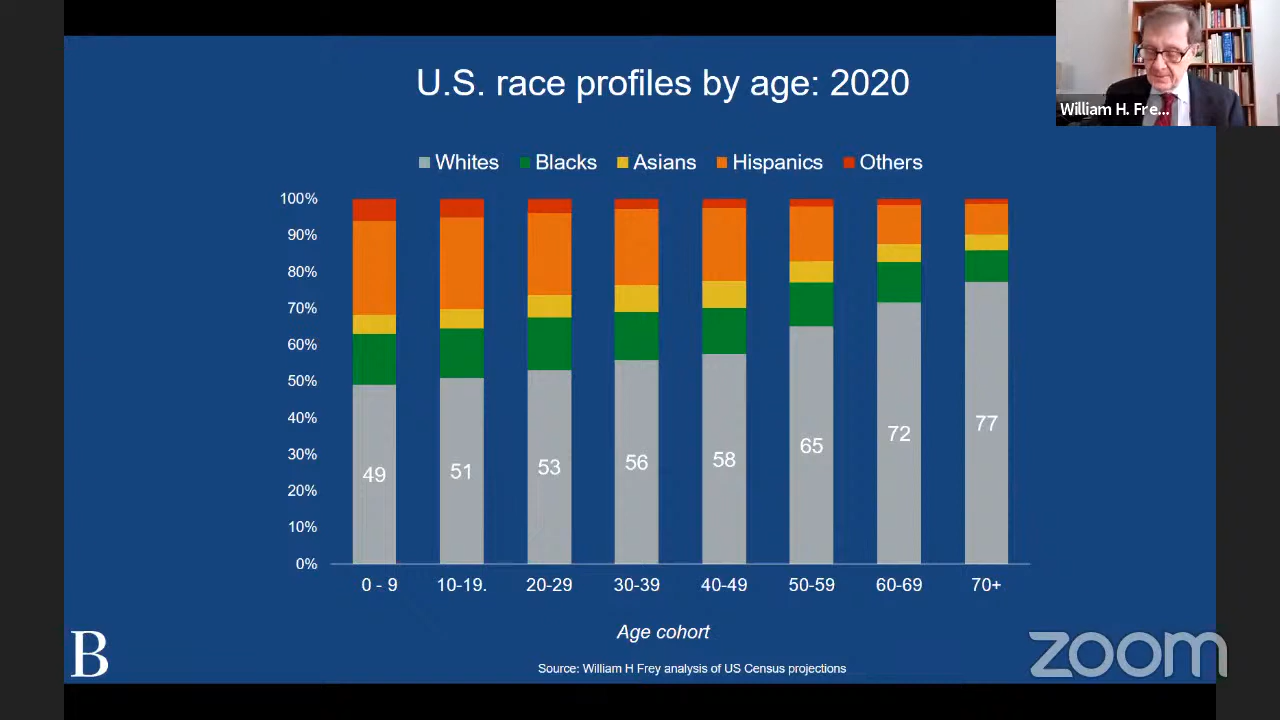 U.S. race profiles by age: 2020
William H. Fre...
Whites Blacks Asians Hispanics Others
100%
90%
80%
70%
60%
50%
40%
30%
20%
10%
0%
49 51 53 56 58 65 72 77
0 - 9 10-19. 20-29 30-39 40-49 50-59 60-69 70+
Age cohort
Source: William H Frey analysis of US Census projections
B
zoom